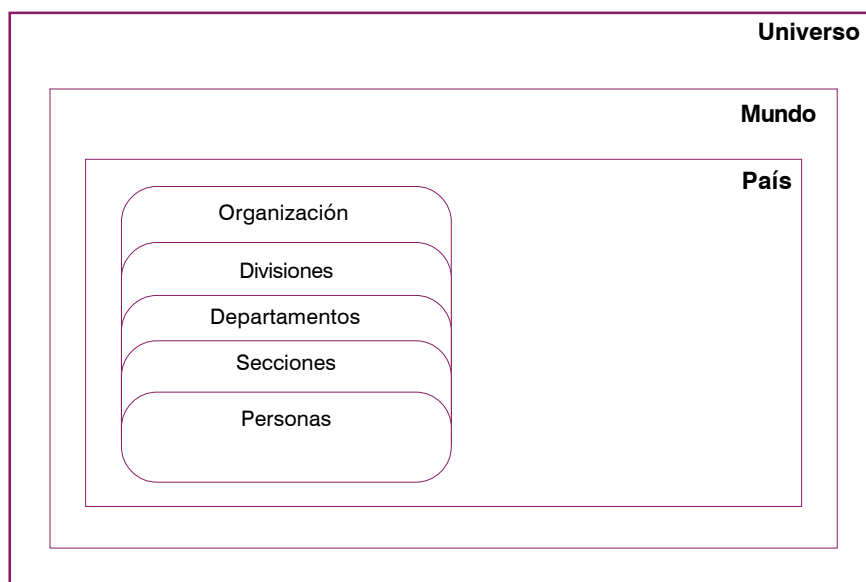 Universo
Mundo
País
Organización
Divisiones
Departamentos
Secciones
Personas